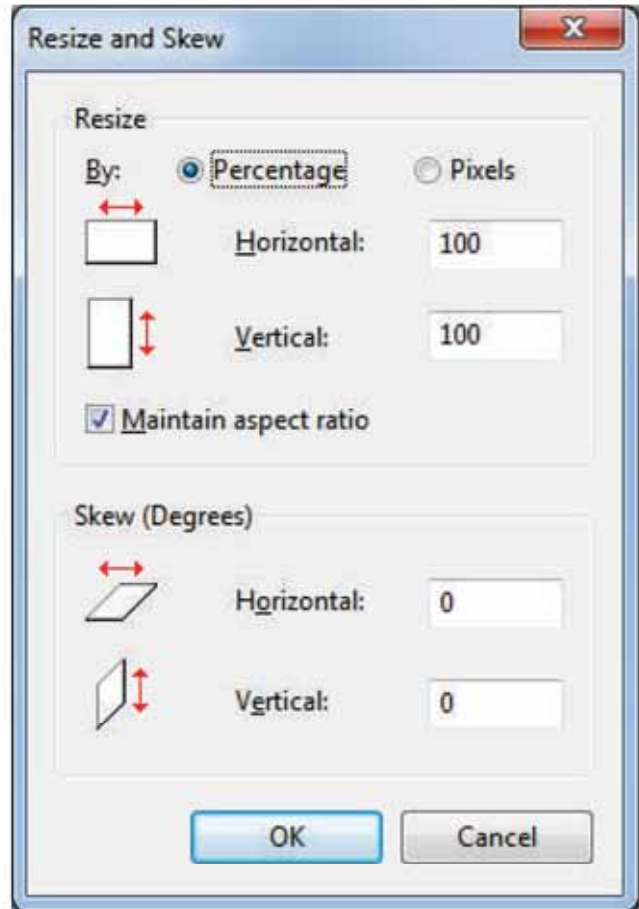 Resize and Skew
Resize
By: Percentage Pixels
Horizontal: 100
Vertical: 100
Maintain aspect ratio
Skew (Degrees)
Horizontal: 0
Vertical: 0
OK Cancel